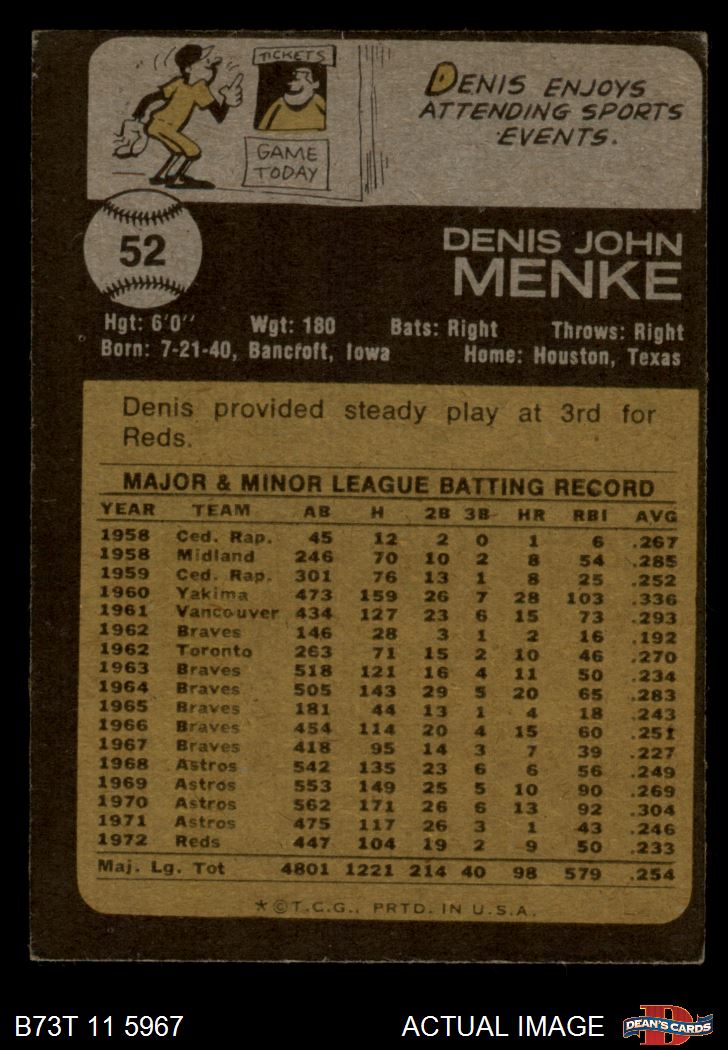 TICKETS
GAME
TODAY
DENIS ENJOYS
ATTENDING SPORTS
EVENTS.
52
DENIS JOHN
MENKE
Hgt: 6'0" Wgt: 180 Bats: Right Throws: Right
Born: 7-21-40, Bancroft, Iowa Home: Houston, Texas
Denis provided steady play at 3rd for
Reds.
MAJOR & MINOR LEAGUE BATTING RECORD
YEAR TEAM AB H 2B 3B HR RBI AVG
1958 Ced. Rap. 45 12 2 0 1 6 .267
1958 Midland 246 70 10 2 8 54 .285
1959 Ced. Rap. 301 76 13 1 8 25 .252
1960 Yakima 473 159 26 7 28 103 .336
1961 Vancouver 434 127 23 6 15 73 .293
1962 Braves 146 28 3 1 2 16 .192
1962 Toronto 263 71 15 2 10 46 .270
1963 Braves 518 121 16 4 11 50 .234
1964 Braves 505 143 29 5 20 65 .283
1965 Braves 181 44 13 1 4 18 .243
1966 Braves 454 114 20 4 15 60 .251
1967 Braves 418 95 14 3 7 39 .227
1968 Astros 542 135 23 6 6 56 .249
1969 Astros 553 149 25 5 10 90 .269
1970 Astros 562 171 26 6 13 92 .304
1971 Astros 475 117 26 3 1 43 .246
1972 Reds 447 104 19 2 9 50 .233
Maj. Lg. Tot 4801 1221 214 40 98 579 .254
*©T.C.G., PRTD. IN U.S.A.
B73T 11 5967 ACTUAL IMAGE D DEAN'S CARDS